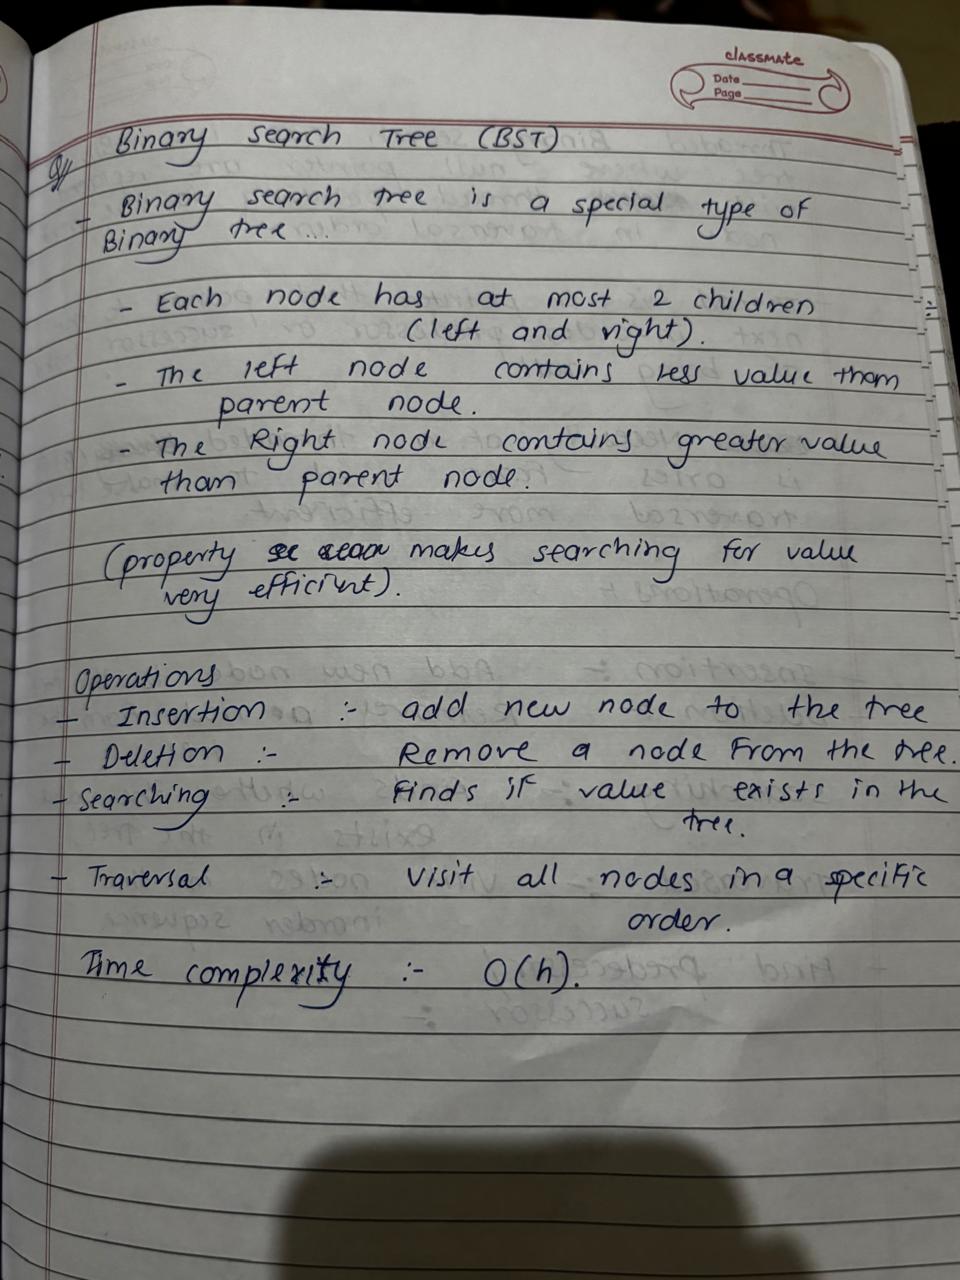 classmate
Date
Page
Binary search Tree (BST)
- Binary search tree is a special type of
Binary tree...
- Each node has at most 2 children
(left and right).
- The left node contains less value than
parent node.
- The Right node contains greater value
than parent node.
(property makes searching for value
very efficient).
Operations
- Insertion :- add new node to the tree
- Deletion :- Remove a node from the tree.
- Searching :- Finds if value exists in the
tree.
- Traversal :- Visit all nodes in a specific
order.
Time complexity :- O(h).